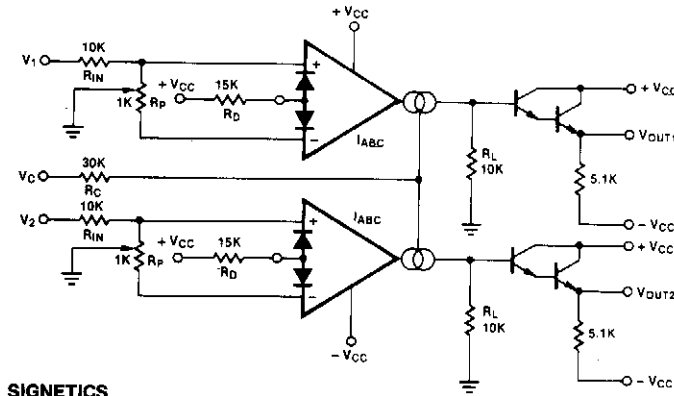 + VCC
10K
V1
RIN
+
+ VCC
15K
1K
RP
RD
+ VCC
VOUT1
−
IABC
RL
10K
5.1K
30K
VC
RC
− VCC
10K
V2
RIN
IABC
+
+ VCC
15K
+ VCC
1K
RP
RD
VOUT2
−
RL
10K
5.1K
− VCC
− VCC
SIGNETICS